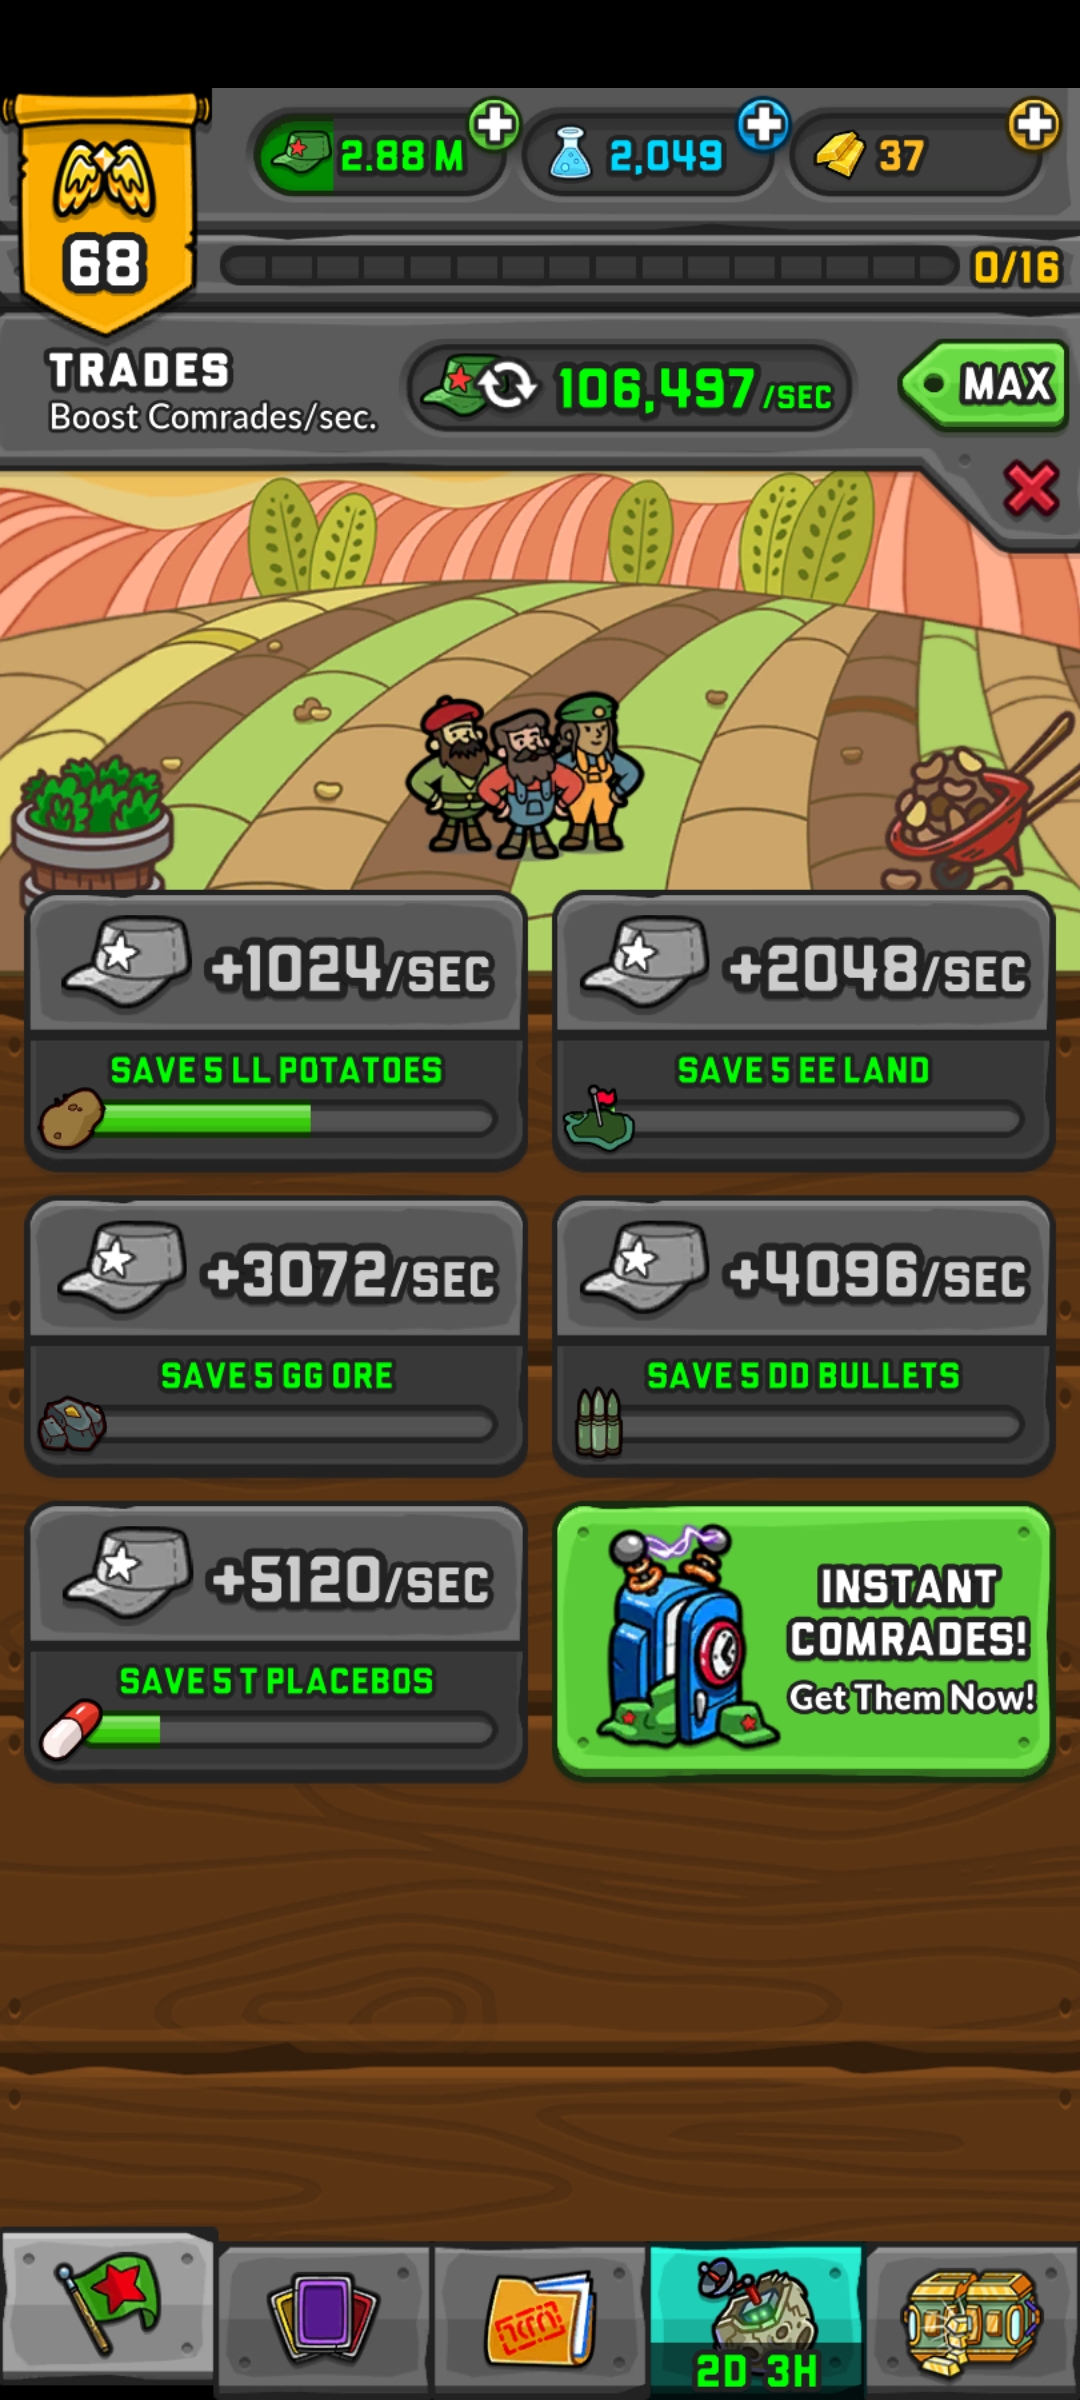 2.88 M
2,049
37
68
0/16
TRADES
Boost Comrades/sec.
106,497/SEC
MAX
+1024/SEC
+2048/SEC
SAVE 5 LL POTATOES
SAVE 5 EE LAND
+3072/SEC
+4096/SEC
SAVE 5 GG ORE
SAVE 5 DD BULLETS
+5120/SEC
INSTANT
COMRADES!
Get Them Now!
SAVE 5 T PLACEBOS
2D 3H